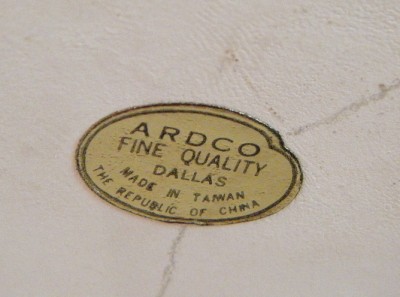 ARDCO
FINE QUALITY
DALLAS
MADE IN TAIWAN
THE REPUBLIC OF CHINA